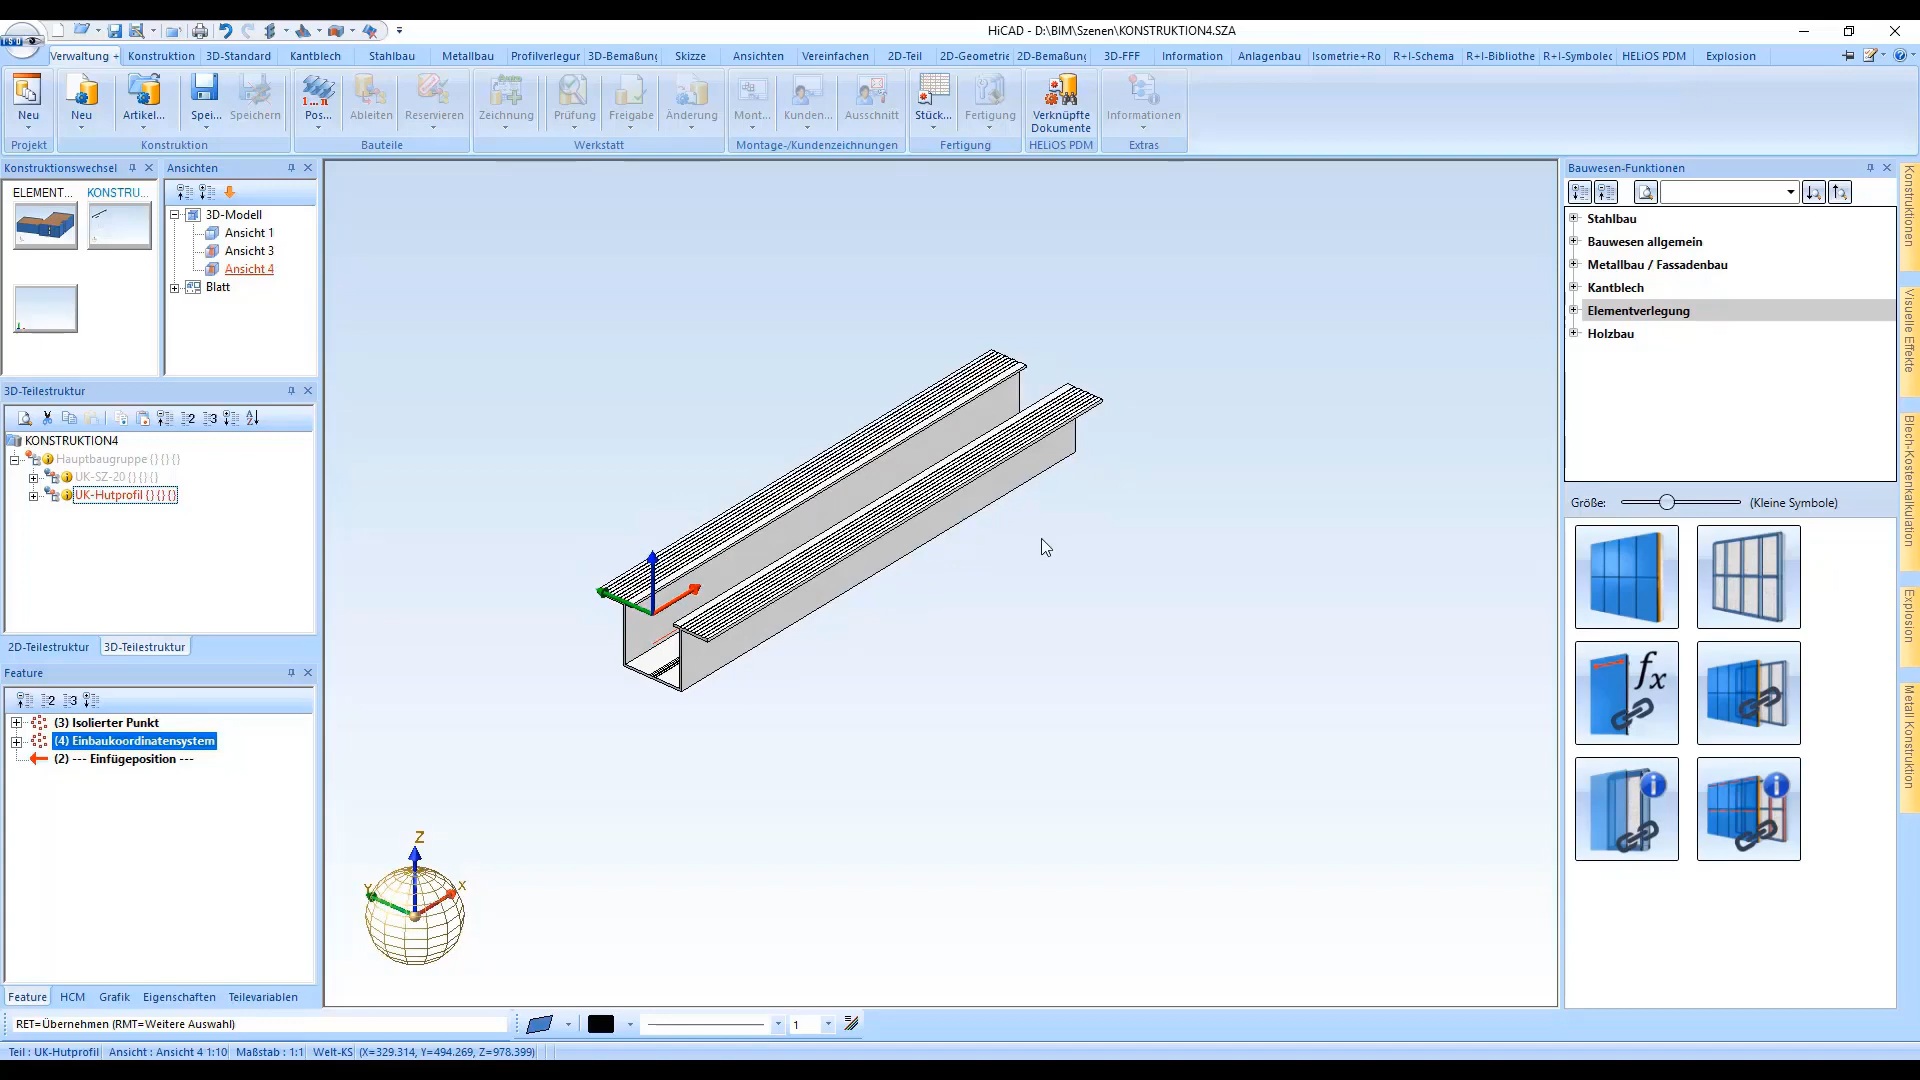 HiCAD - D:\BIM\Szenen\KONSTRUKTION4.SZA
ISD
Verwaltung + Konstruktion 3D-Standard Kantblech Stahlbau Metallbau Profilverlegur 3D-Bemaßung Skizze Ansichten Vereinfachen 2D-Teil 2D-Geometrie 2D-Bemaßung 3D-FFF Information Anlagenbau Isometrie+Ro R+I-Schema R+I-Bibliothe R+I-Symbolec HELiOS PDM Explosion
Neu Neu Artikel... Spei... Speichern Pos... Ableiten Reservieren Zeichnung Prüfung Freigabe Änderung Mont... Kunden... Ausschnitt Stück... Fertigung Verknüpfte Dokumente Informationen
Projekt Konstruktion Bauteile Werkstatt Montage-/Kundenzeichnungen Fertigung HELiOS PDM Extras
Konstruktionswechsel
ELEMENT... KONSTRU...
Ansichten
3D-Modell
Ansicht 1
Ansicht 3
Ansicht 4
Blatt
3D-Teilestruktur
KONSTRUKTION4
Hauptbaugruppe {} {} {}
UK-SZ-20 {} {} {}
UK-Hutprofil {} {} {}
2D-Teilestruktur 3D-Teilestruktur
Feature
(3) Isolierter Punkt
(4) Einbaukoordinatensystem
(2) --- Einfügeposition ---
Feature HCM Grafik Eigenschaften Teilevariablen
Z
Y
X
Bauwesen-Funktionen
Stahlbau
Bauwesen allgemein
Metallbau / Fassadenbau
Kantblech
Elementverlegung
Holzbau
Größe: (Kleine Symbole)
fx
Konstruktionen
Visuelle Effekte
Blech-Kostenkalkulation
Explosion
Metall Konstruktion
RET=Übernehmen (RMT=Weitere Auswahl)
1
Teil : UK-Hutprofil Ansicht : Ansicht 4 1:10 Maßstab : 1:1 Welt-KS (X=329.314, Y=494.269, Z=978.399)